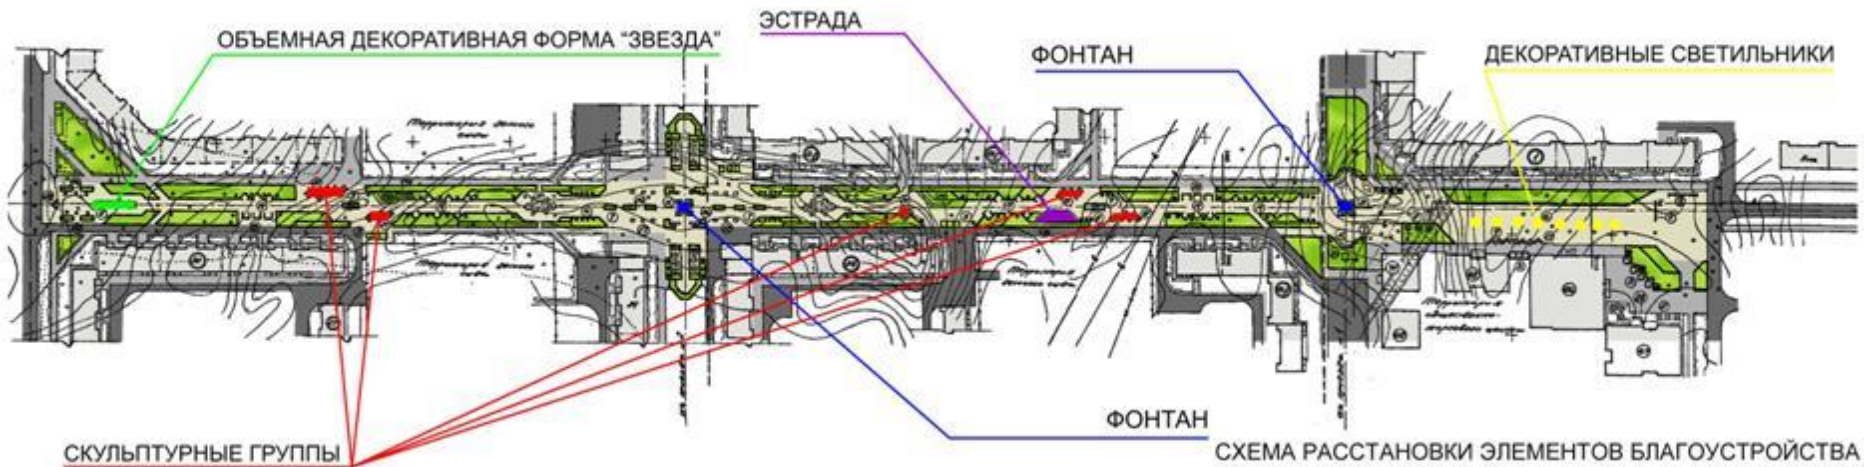 ЭСТРАДА
ОБЪЕМНАЯ ДЕКОРАТИВНАЯ ФОРМА "ЗВЕЗДА"
ФОНТАН
ДЕКОРАТИВНЫЕ СВЕТИЛЬНИКИ
ФОНТАН
СКУЛЬПТУРНЫЕ ГРУППЫ
СХЕМА РАССТАНОВКИ ЭЛЕМЕНТОВ БЛАГОУСТРОЙСТВА